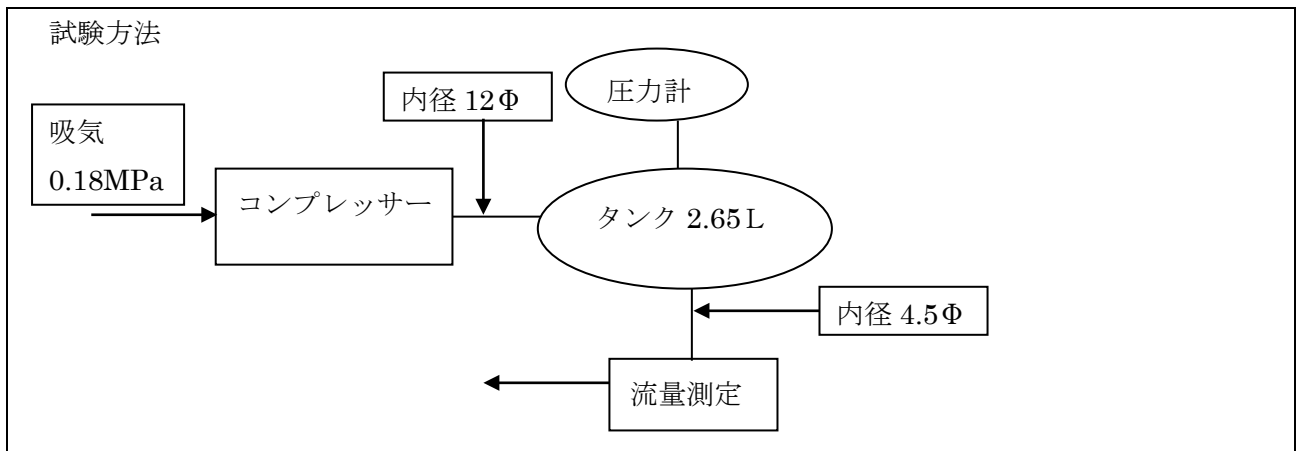 試験方法
内径 12Φ
圧力計
吸気
0.18MPa
コンプレッサー
タンク 2.65L
内径 4.5Φ
流量測定